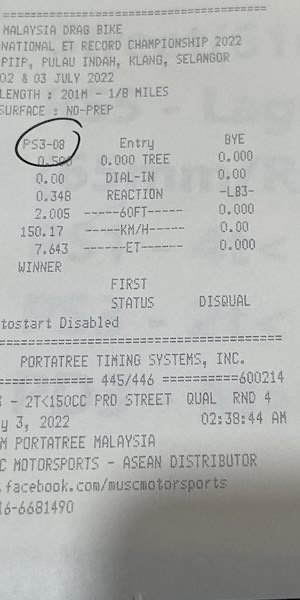 MALAYSIA DRAG BIKE
NATIONAL ET RECORD CHAMPIONSHIP 2022
PIIP, PULAU INDAH, KLANG, SELANGOR
02 & 03 JULY 2022
LENGTH : 201M - 1/8 MILES
SURFACE : NO-PREP
PS3-08 Entry BYE
0.500 0.000 TREE 0.000
0.00 DIAL-IN 0.00
0.348 REACTION -LB3-
2.005 -----60FT----- 0.000
150.17 -----KM/H----- 0.00
7.643 ------ET------ 0.000
WINNER
FIRST
STATUS DISQUAL
tostart Disabled
PORTATREE TIMING SYSTEMS, INC.
============ 445/446 ==========600214
- 2T<150CC PRO STREET QUAL RND 4
y 3, 2022 02:38:44 AM
M PORTATREE MALAYSIA
C MOTORSPORTS - ASEAN DISTRIBUTOR
.facebook.com/muscmotorsports
16-6681490